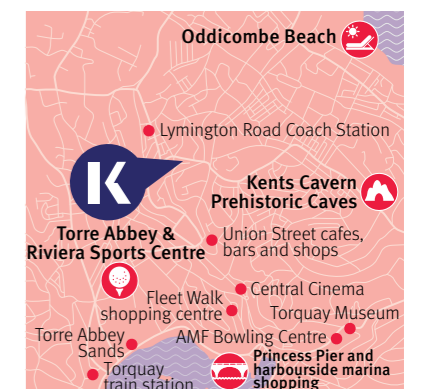 Oddicombe Beach
Lymington Road Coach Station
K
Kents Cavern
Prehistoric Caves
Torre Abbey &
Riviera Sports Centre
Union Street cafes,
bars and shops
Central Cinema
Fleet Walk
shopping centre
Torquay Museum
Torre Abbey
Sands
AMF Bowling Centre
Princess Pier and
harbourside marina
shopping
Torquay
train station